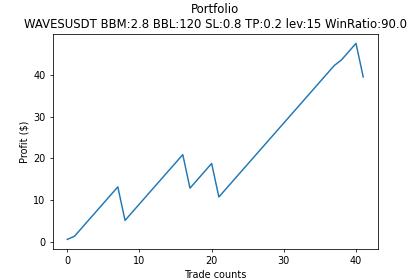 Portfolio
WAVESUSDT BBM:2.8 BBL:120 SL:0.8 TP:0.2 lev:15 WinRatio:90.0
Profit ($)
40
30
20
10
0
0 10 20 30 40
Trade counts